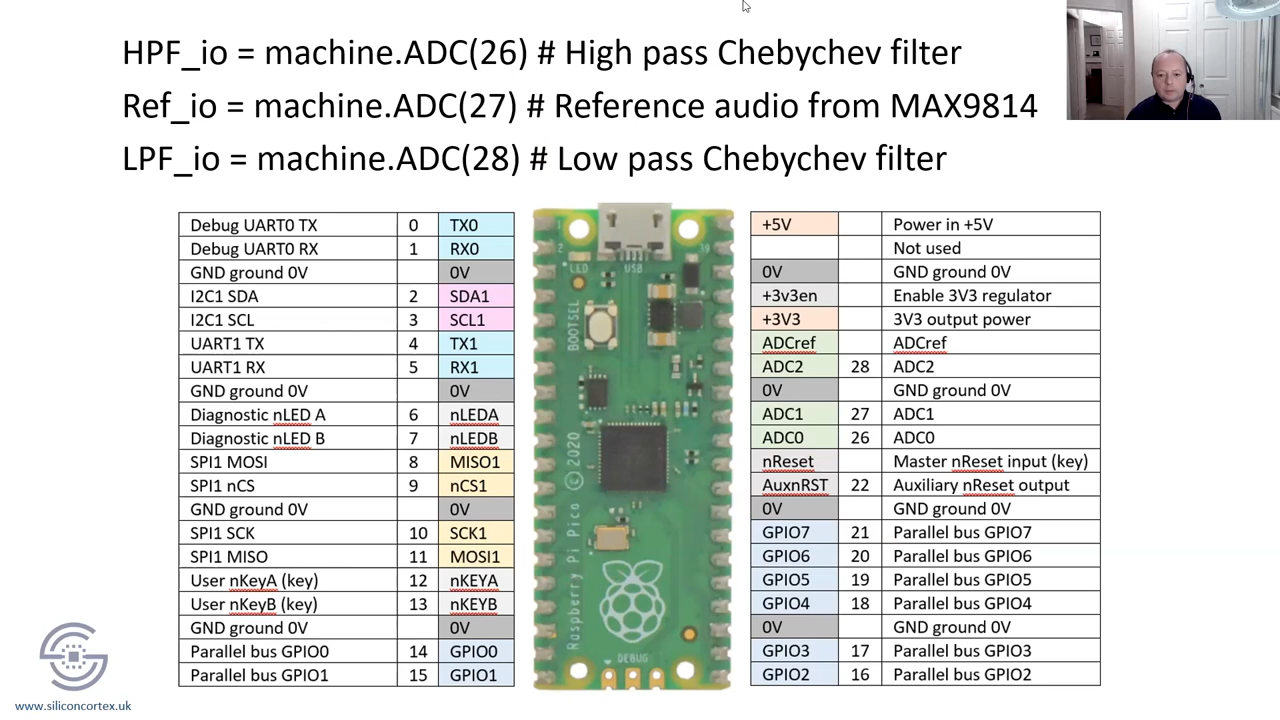 HPF_io = machine.ADC(26) # High pass Chebychev filter
Ref_io = machine.ADC(27) # Reference audio from MAX9814
LPF_io = machine.ADC(28) # Low pass Chebychev filter
Debug UART0 TX 0 TX0
Debug UART0 RX 1 RX0
GND ground 0V 0V
I2C1 SDA 2 SDA1
I2C1 SCL 3 SCL1
UART1 TX 4 TX1
UART1 RX 5 RX1
GND ground 0V 0V
Diagnostic nLED A 6 nLEDA
Diagnostic nLED B 7 nLEDB
SPI1 MOSI 8 MISO1
SPI1 nCS 9 nCS1
GND ground 0V 0V
SPI1 SCK 10 SCK1
SPI1 MISO 11 MOSI1
User nKeyA (key) 12 nKEYA
User nKeyB (key) 13 nKEYB
GND ground 0V 0V
Parallel bus GPIO0 14 GPIO0
Parallel bus GPIO1 15 GPIO1
1
2
39
LED
USB
BOOTSEL
Raspberry Pi Pico © 2020
DEBUG
+5V Power in +5V
Not used
0V GND ground 0V
+3v3en Enable 3V3 regulator
+3V3 3V3 output power
ADCref ADCref
ADC2 28 ADC2
0V GND ground 0V
ADC1 27 ADC1
ADC0 26 ADC0
nReset Master nReset input (key)
AuxnRST 22 Auxiliary nReset output
0V GND ground 0V
GPIO7 21 Parallel bus GPIO7
GPIO6 20 Parallel bus GPIO6
GPIO5 19 Parallel bus GPIO5
GPIO4 18 Parallel bus GPIO4
0V GND ground 0V
GPIO3 17 Parallel bus GPIO3
GPIO2 16 Parallel bus GPIO2
www.siliconcortex.uk